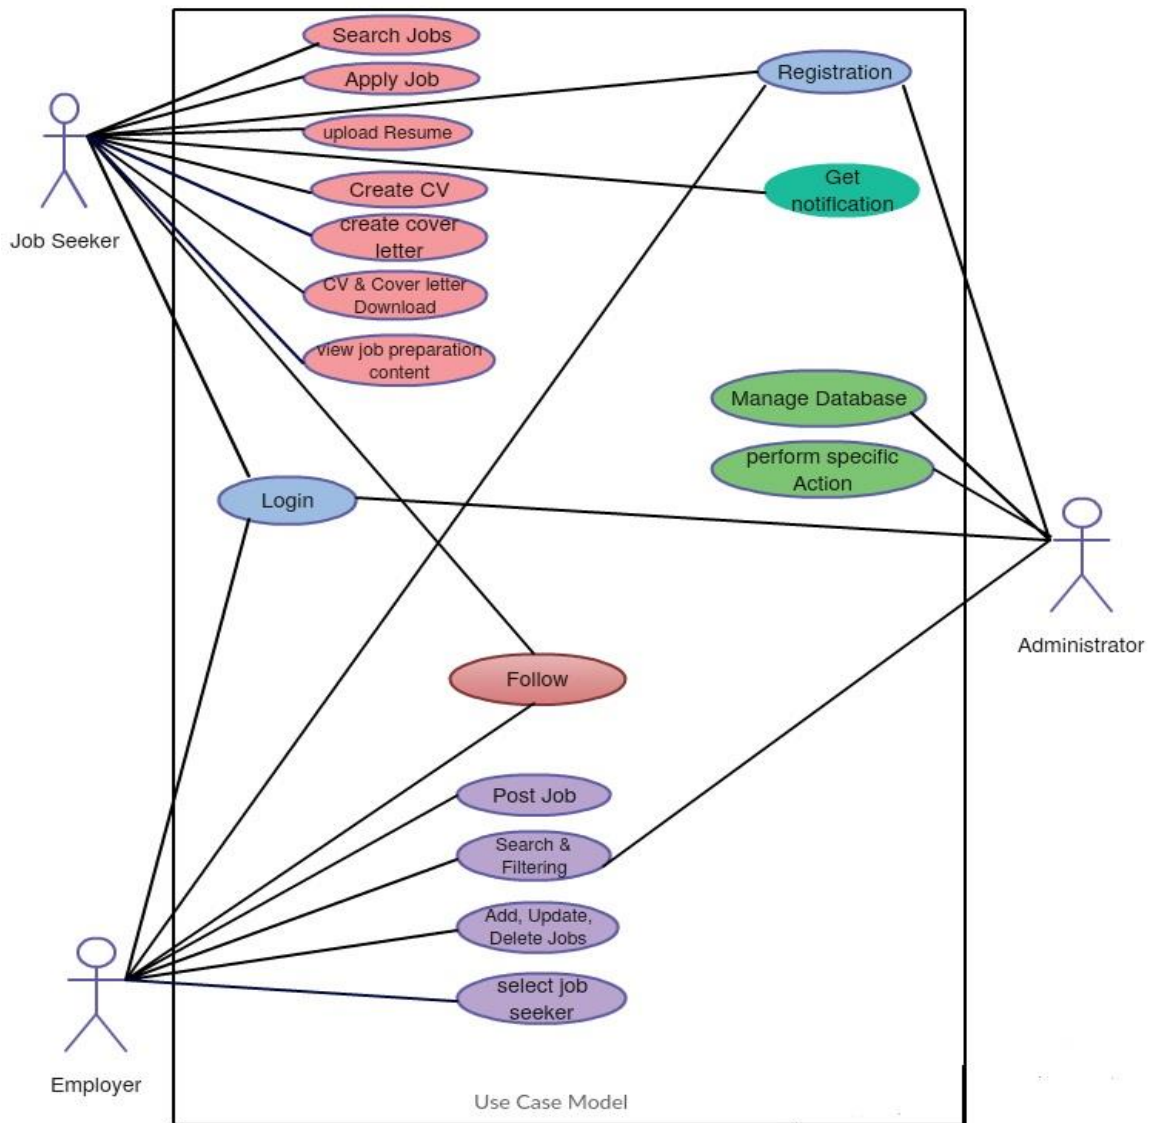 Search Jobs
Apply Job
Registration
upload Resume
Create CV
Get
notification
create cover
letter
Job Seeker
CV & Cover letter
Download
view job preparation
content
Manage Database
perform specific
Action
Login
Administrator
Follow
Post Job
Search &
Filtering
Add, Update,
Delete Jobs
select job
seeker
Employer
Use Case Model